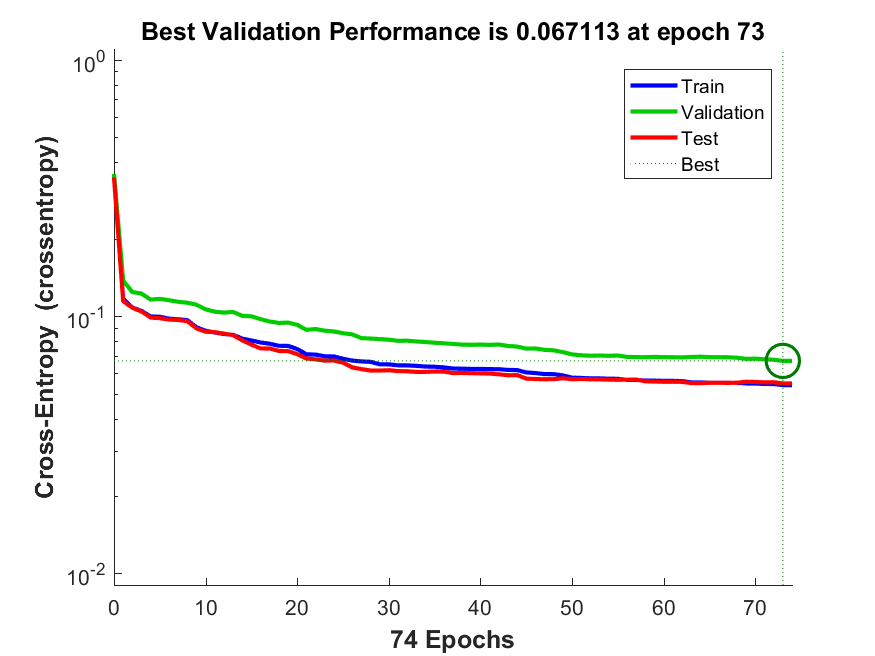 Best Validation Performance is 0.067113 at epoch 73
Cross-Entropy (crossentropy)
10^0
10^-1
10^-2
Train
Validation
Test
Best
0 10 20 30 40 50 60 70
74 Epochs